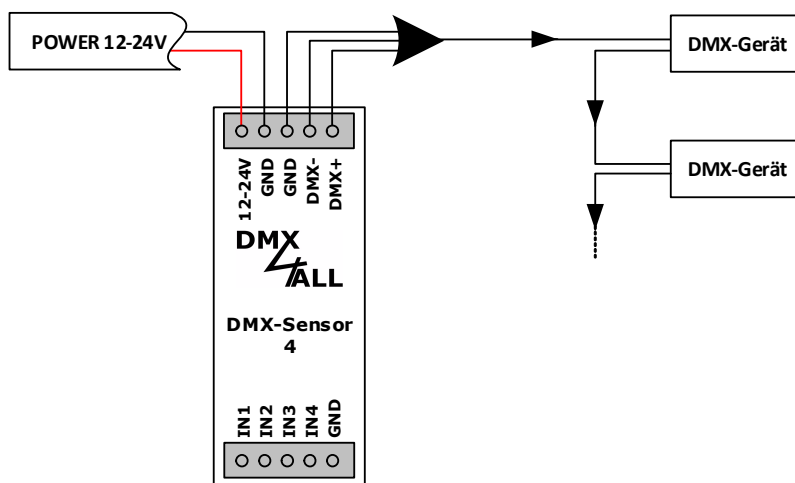 POWER 12-24V
DMX-Gerät
DMX-Gerät
12-24V
GND
GND
DMX-
DMX+
DMX
4
ALL
DMX-Sensor
4
IN1
IN2
IN3
IN4
GND